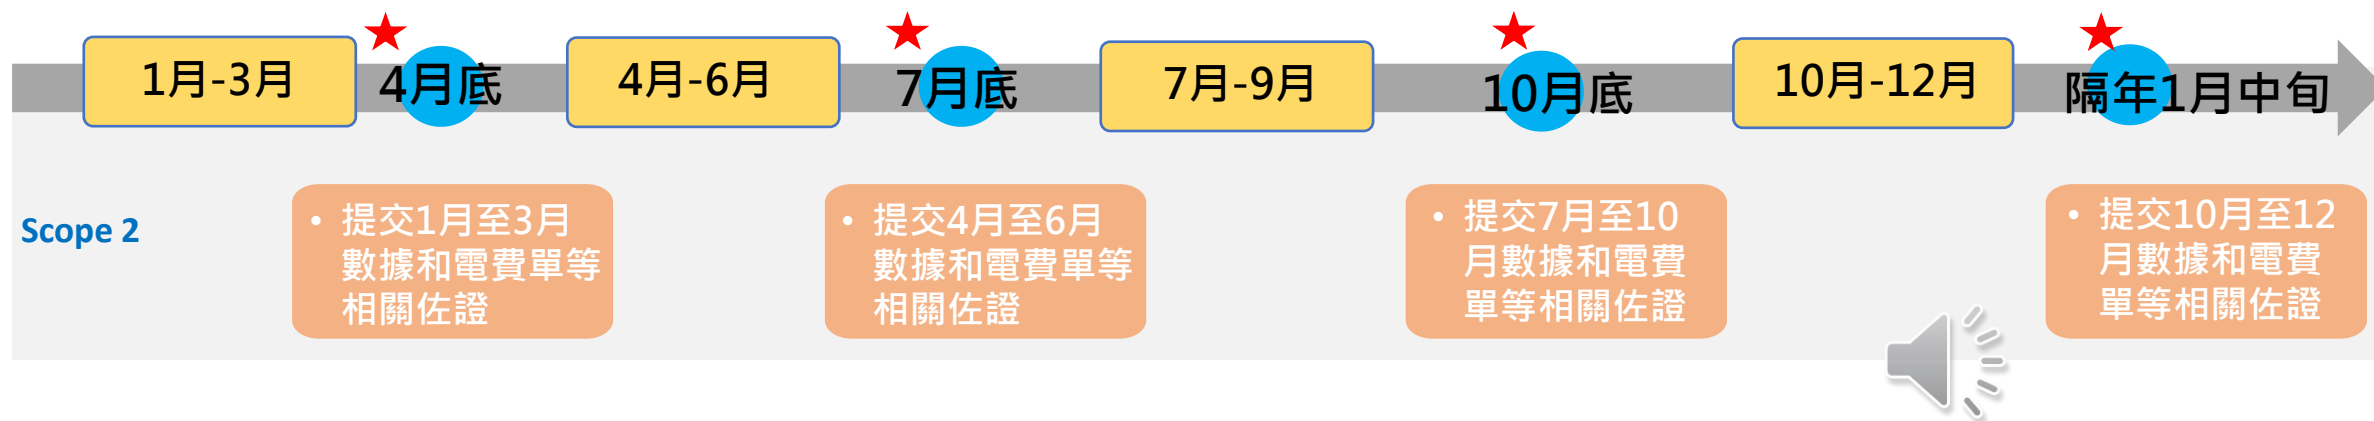 1月-3月
4月底
4月-6月
7月底
7月-9月
10月底
10月-12月
隔年1月中旬
Scope 2
• 提交1月至3月
數據和電費單等
相關佐證
• 提交4月至6月
數據和電費單等
相關佐證
• 提交7月至10
月數據和電費
單等相關佐證
• 提交10月至12
月數據和電費
單等相關佐證